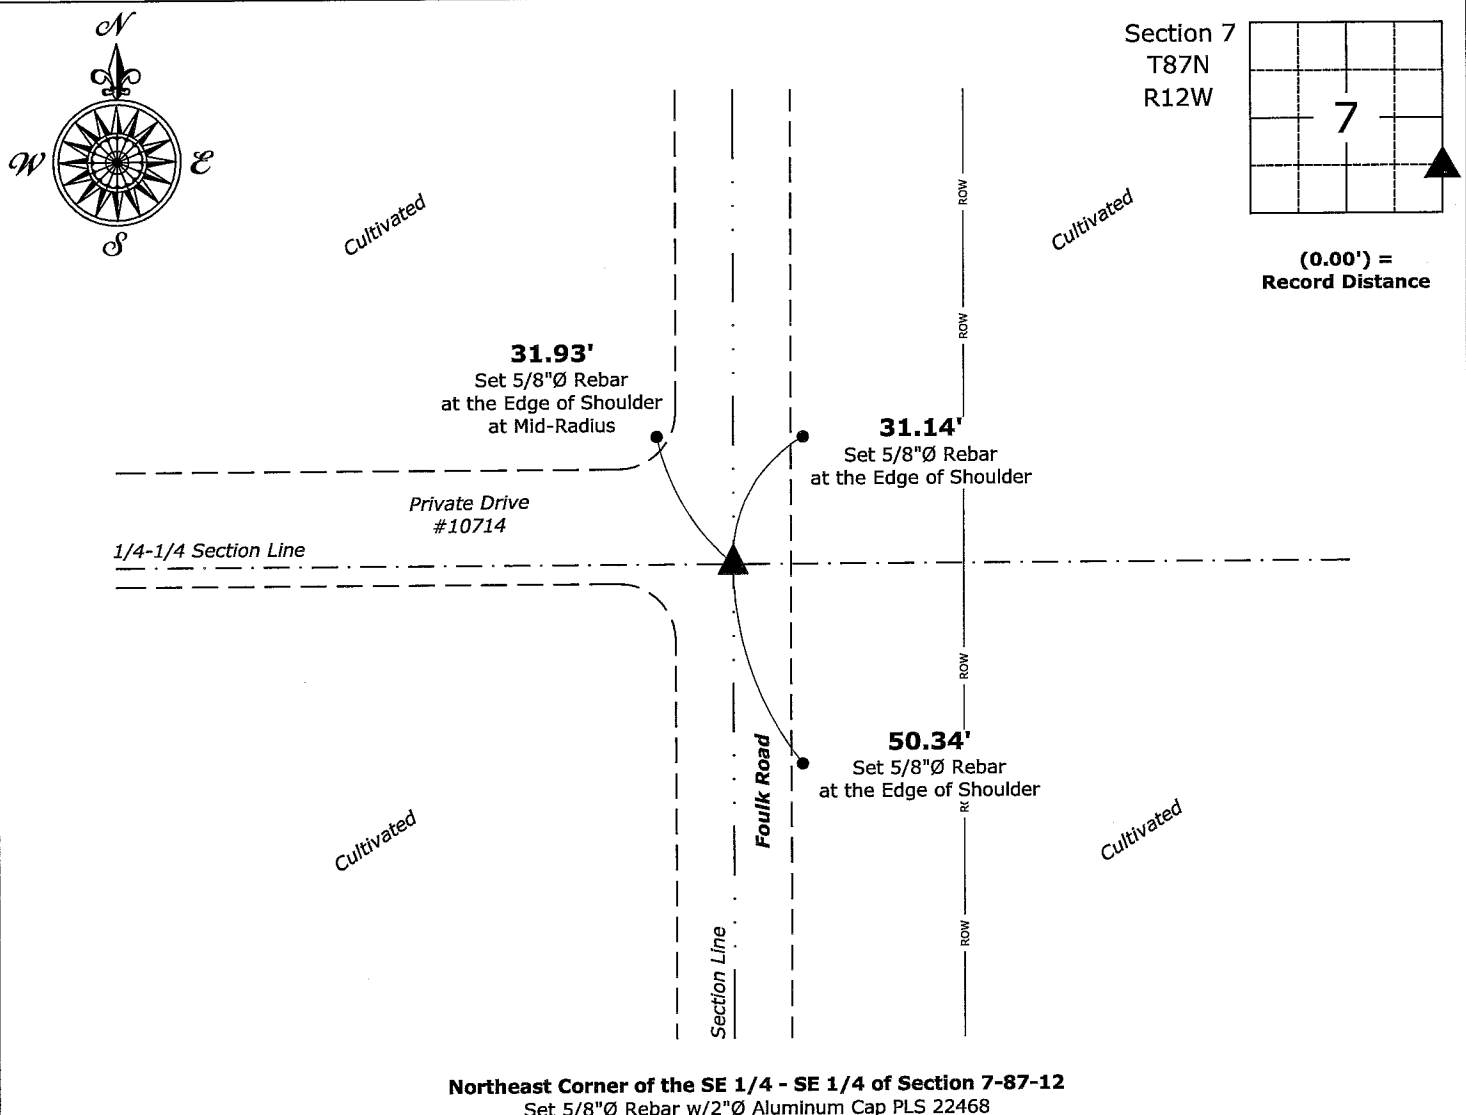 N
W
E
S
Section 7
T87N
R12W
7
(0.00') =
Record Distance
Cultivated
Cultivated
ROW
ROW
31.93'
Set 5/8"Ø Rebar
at the Edge of Shoulder
at Mid-Radius
31.14'
Set 5/8"Ø Rebar
at the Edge of Shoulder
Private Drive
#10714
1/4-1/4 Section Line
ROW
Foulk Road
50.34'
Set 5/8"Ø Rebar
at the Edge of Shoulder
Cultivated
Cultivated
Section Line
ROW
Northeast Corner of the SE 1/4 - SE 1/4 of Section 7-87-12
Set 5/8"Ø Rebar w/2"Ø Aluminum Cap PLS 22468